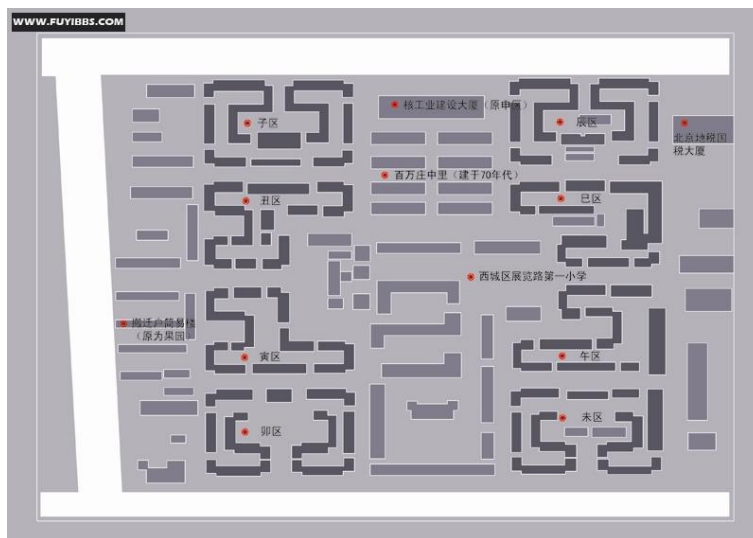 WWW.FUYIBBS.COM
核工业建设大厦（原申区）
子区
辰区
北京地税国
税大厦
百万庄中里（建于70年代）
丑区
巳区
西城区展览路第一小学
搬迁户简易楼
（原为果园）
寅区
午区
卯区
未区